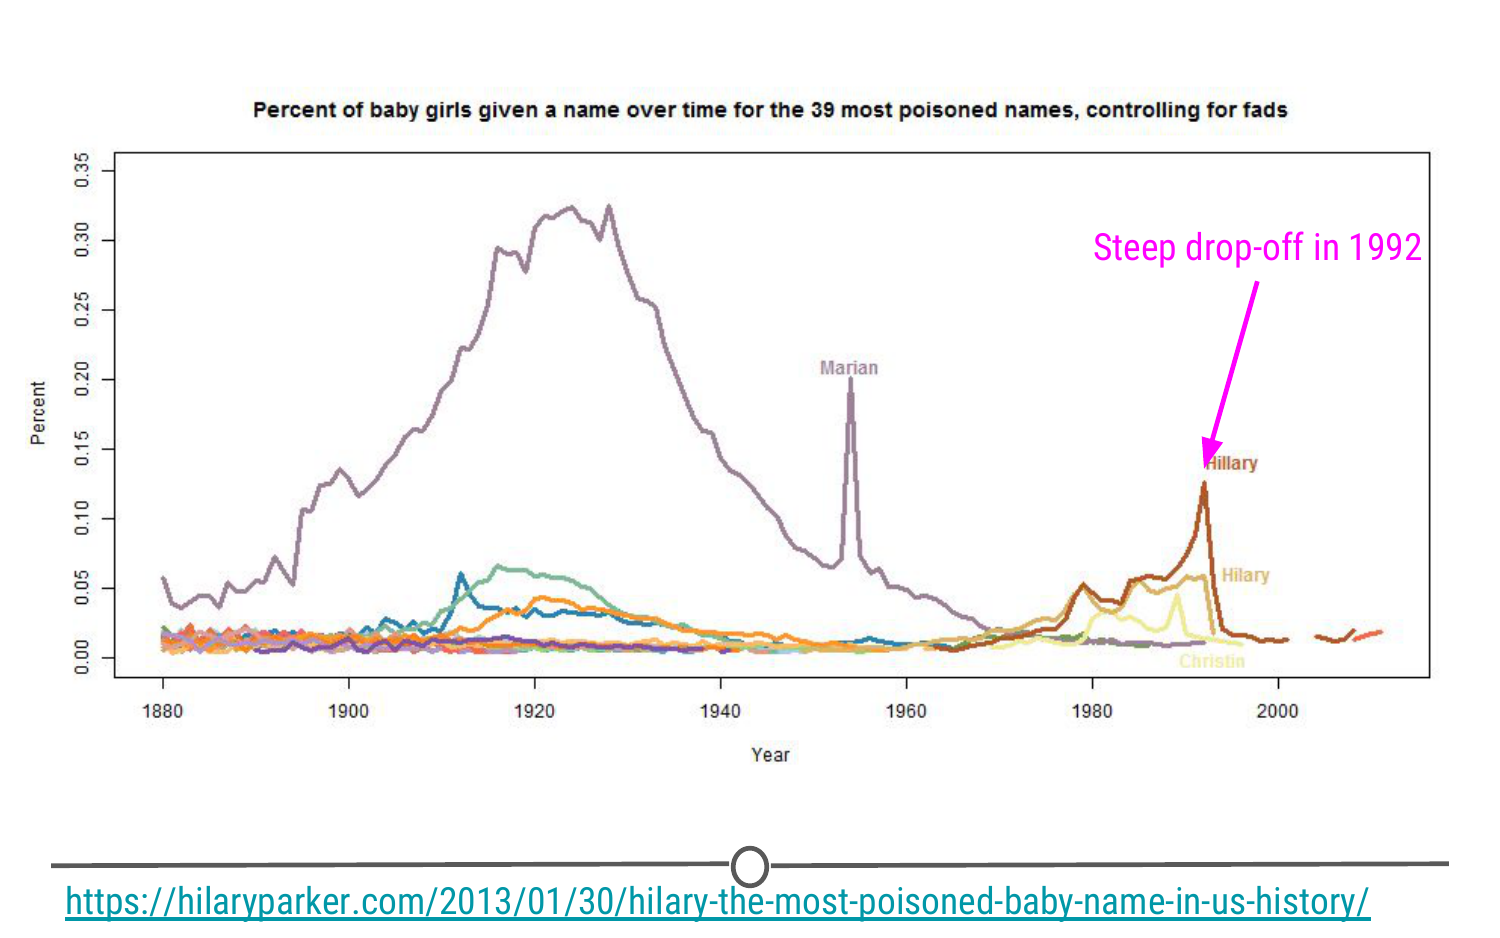 Percent of baby girls given a name over time for the 39 most poisoned names, controlling for fads
0.35
0.30
0.25
0.20
0.15
0.10
0.05
0.00
Percent
Steep drop-off in 1992
Marian
Hillary
Hilary
Christin
1880 1900 1920 1940 1960 1980 2000
Year
https://hilaryparker.com/2013/01/30/hilary-the-most-poisoned-baby-name-in-us-history/